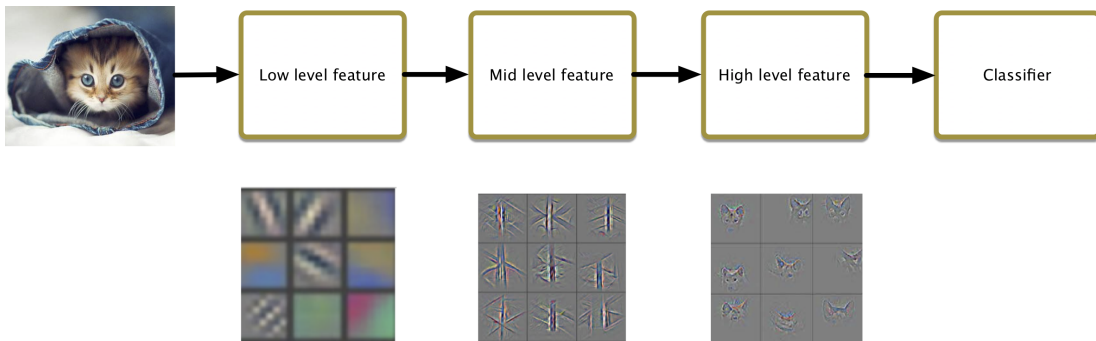 Low level feature
Mid level feature
High level feature
Classifier